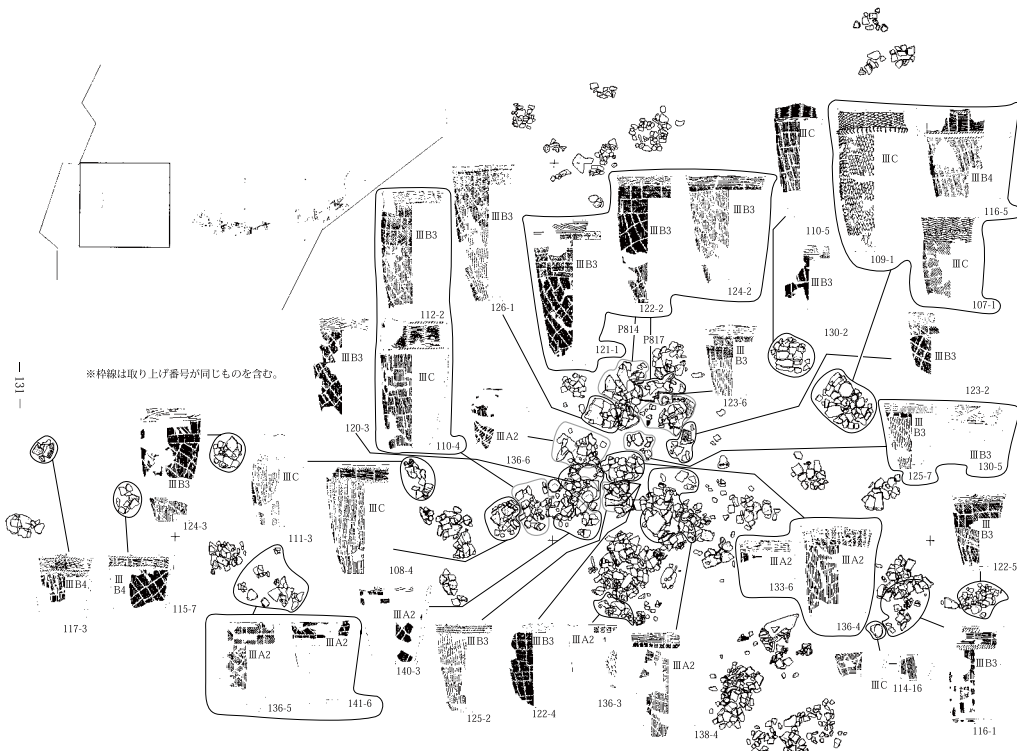 ⅢC
ⅢC
ⅢB4
116-5
110-5
109-1
ⅢC
107-1
ⅢB3
ⅢB3
ⅢB3
ⅢB3
112-2
126-1
122-2
124-2
ⅢB3
130-2
P814
P817
121-1
Ⅲ
B3
123-6
ⅢB3
123-2
ⅢB3
120-3
ⅢC
110-4
ⅢA2
136-6
※枠線は取り上げ番号が同じものを含む。
— 131 —
Ⅲ
B3
125-7
ⅢB3
130-5
ⅢB3
124-3
ⅢC
111-3
ⅢC
108-4
Ⅲ
B3
122-5
ⅢB4
117-3
Ⅲ
B4
115-7
ⅢA2
133-6
ⅢA2
136-4
ⅢA2
136-5
ⅢA2
141-6
ⅢA2
140-3
ⅢB3
125-2
ⅢB3
122-4
ⅢA2
136-3
ⅢA2
138-4
ⅢC
114-16
ⅢB3
116-1